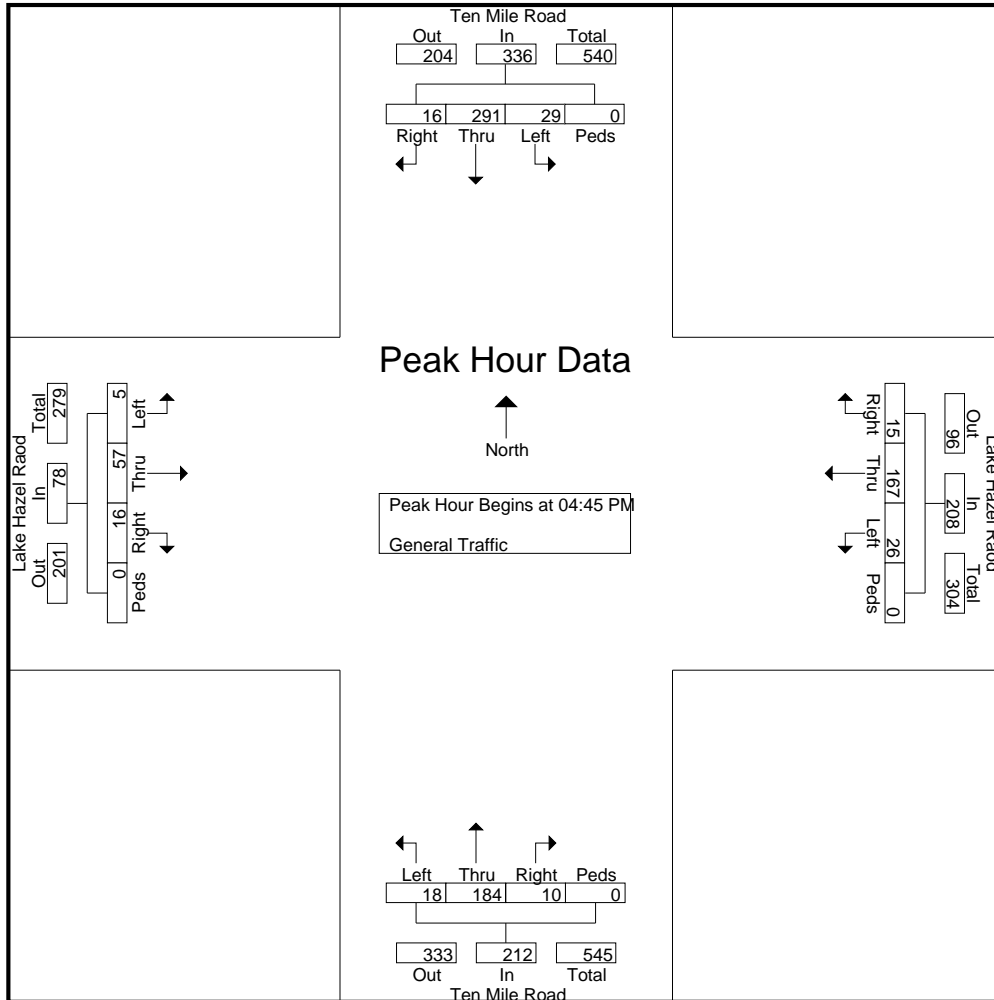 Ten Mile Road
Out In Total
204 336 540
16 291 29 0
Right Thru Left Peds
Peak Hour Data
North
Peak Hour Begins at 04:45 PM
General Traffic
Lake Hazel Raod
Total In Out
279 78 201
5 57 16 0
Left Thru Right Peds
Lake Hazel Raod
Out In Total
96 208 304
15 167 26 0
Right Thru Left Peds
Left Thru Right Peds
18 184 10 0
333 212 545
Out In Total
Ten Mile Road